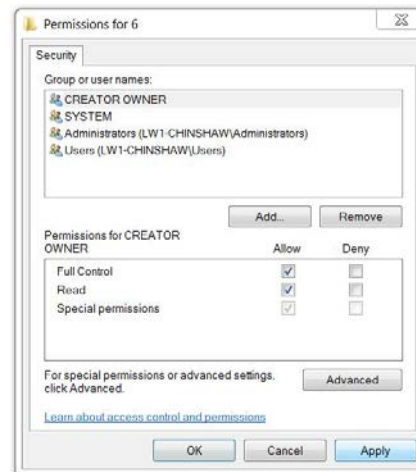 Permissions for 6
Security
Group or user names:
CREATOR OWNER
SYSTEM
Administrators (LW1-CHINSHAW\Administrators)
Users (LW1-CHINSHAW\Users)
Add...
Remove
Permissions for CREATOR
OWNER
Allow
Deny
Full Control
Read
Special permissions
For special permissions or advanced settings,
click Advanced.
Advanced
Learn about access control and permissions
OK
Cancel
Apply